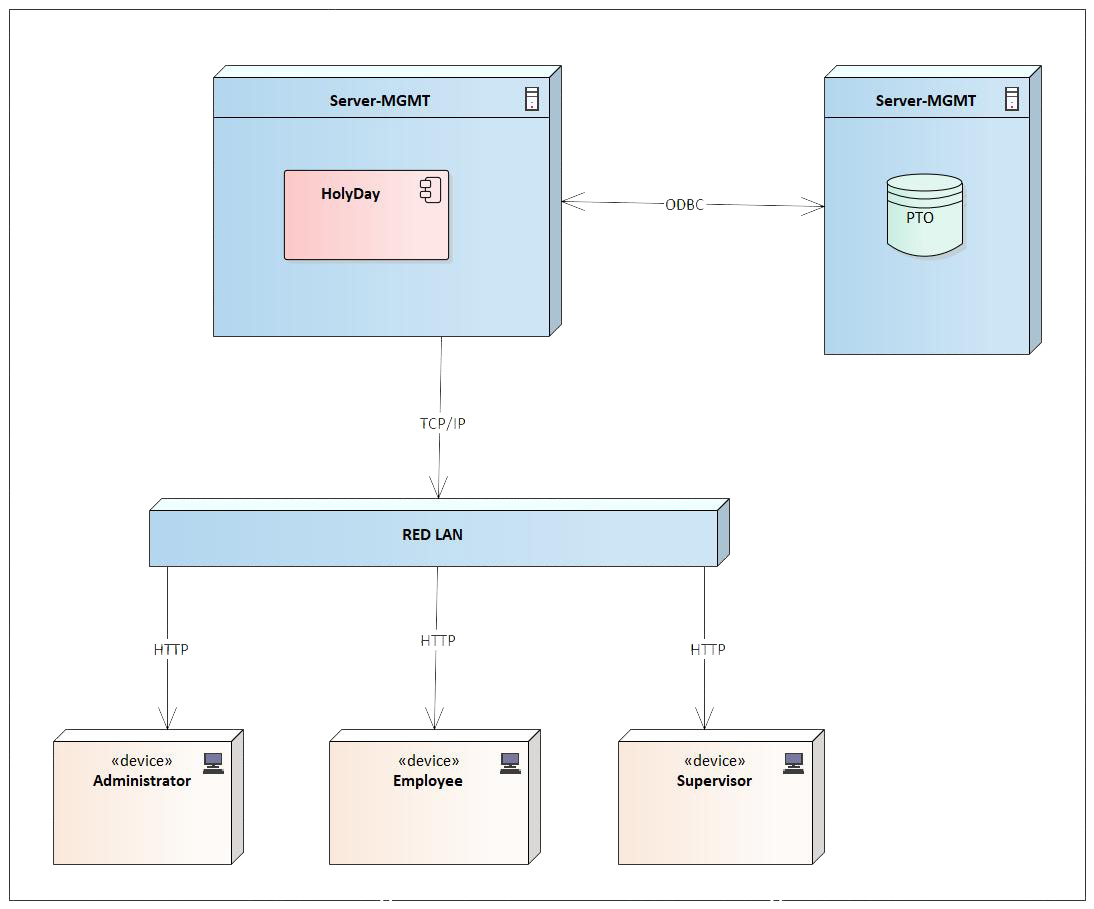 Server-MGMT
Server-MGMT
HolyDay
ODBC
PTO
TCP/IP
RED LAN
HTTP
HTTP
HTTP
«device»
Administrator
«device»
Employee
«device»
Supervisor